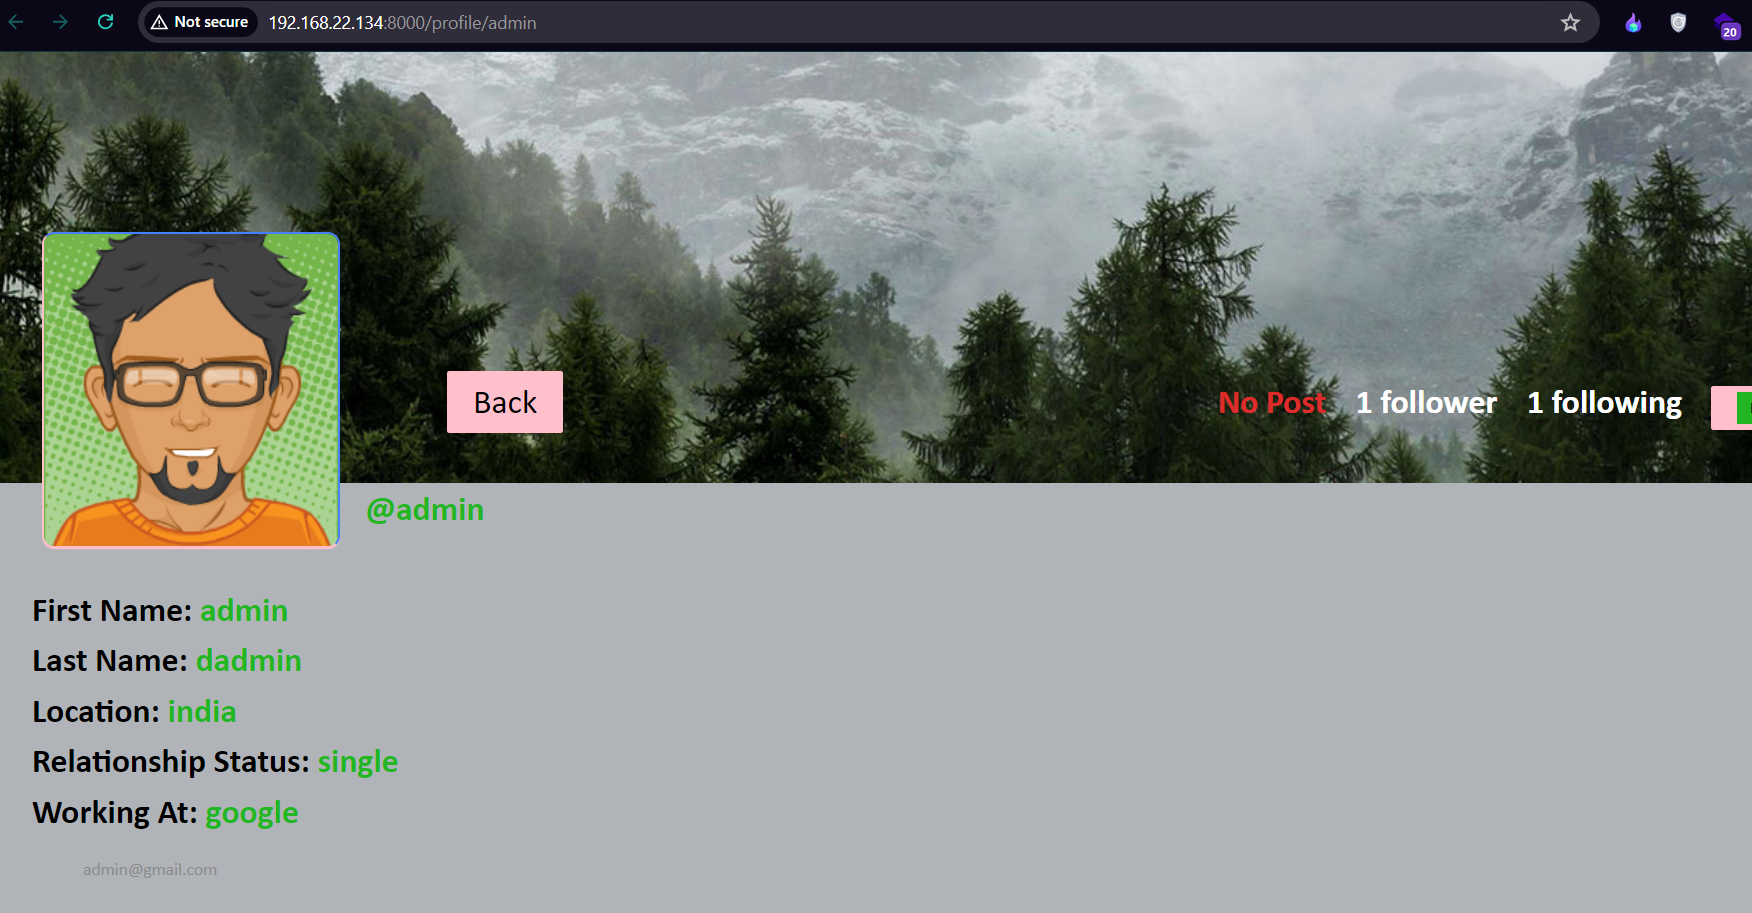 Not secure 192.168.22.134:8000/profile/admin
20
Back
No Post 1 follower 1 following
@admin
First Name: admin
Last Name: dadmin
Location: india
Relationship Status: single
Working At: google
admin@gmail.com